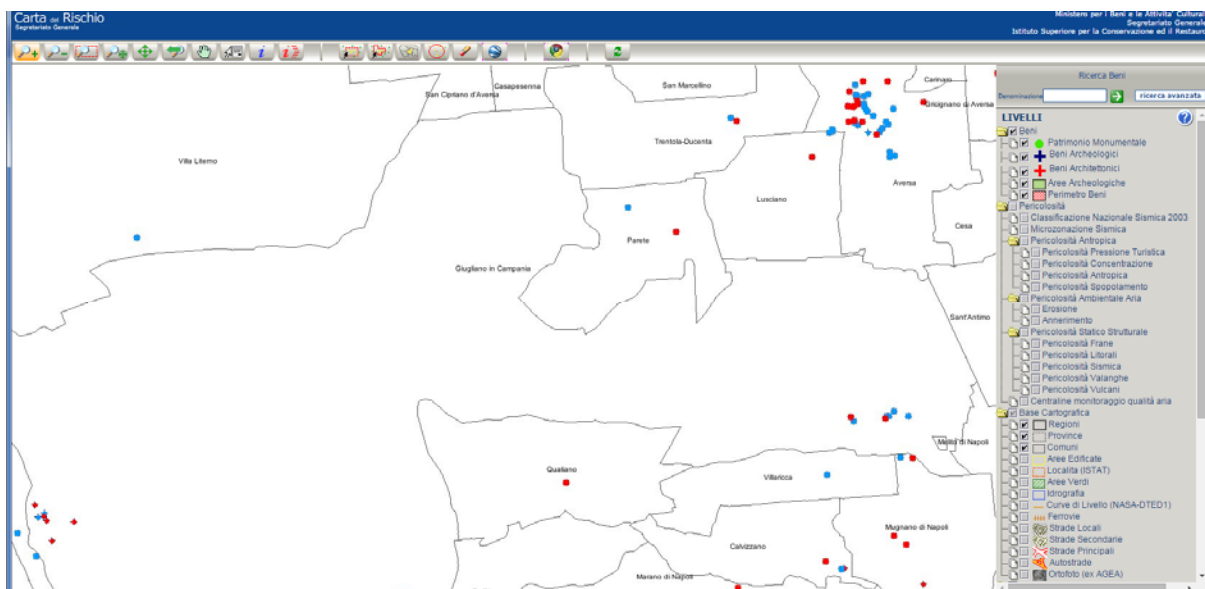 Carta del Rischio
Segretariato Generale
Ministero per i Beni e le Attivita' Cultural
Segretariato Generale
Istituto Superiore per la Conservazione ed il Restauro
San Cipriano d'Aversa
Casapesenna
San Marcellino
Carinaro
Gricignano di Aversa
Trentola-Ducenta
Villa Literno
Aversa
Lusciano
Cesa
Parete
Giugliano in Campania
Sant'Antimo
Melito di Napoli
Qualiano
Villaricca
Mugnano di Napoli
Calvizzano
Marano di Napoli
Ricerca Beni
Denominazione
ricerca avanzata
LIVELLI
Beni
Patrimonio Monumentale
Beni Archeologici
Beni Architettonici
Aree Archeologiche
Perimetro Beni
Pericolosità
Classificazione Nazionale Sismica 2003
Microzonazione Sismica
Pericolosità Antropica
Pericolosità Pressione Turistica
Pericolosità Concentrazione
Pericolosità Antropica
Pericolosità Spopolamento
Pericolosità Ambientale Aria
Erosione
Annerimento
Pericolosità Statico Strutturale
Pericolosità Frane
Pericolosità Litorali
Pericolosità Sismica
Pericolosità Valanghe
Pericolosità Vulcani
Centraline monitoraggio qualità aria
Base Cartografica
Regioni
Province
Comuni
Aree Edificate
Localita (ISTAT)
Aree Verdi
Idrografia
Curve di Livello (NASA-DTED1)
Ferrovie
Strade Locali
Strade Secondarie
Strade Principali
Autostrade
Ortofoto (ex AGEA)